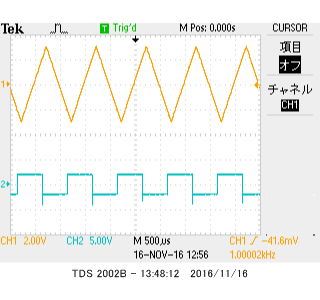 Tek T Trig'd M Pos: 0.000s CURSOR
項目
オフ
チャネル
CH1
1
2
CH1 2.00V CH2 5.00V M 500µs CH1 / -41.6mV
16-NOV-16 12:56 1.00002kHz
TDS 2002B - 13:48:12 2016/11/16